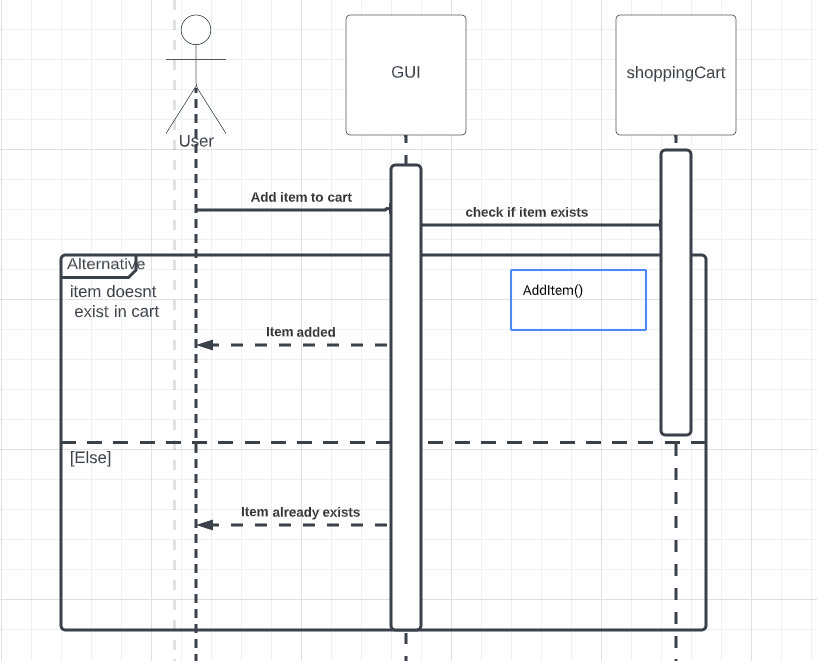 GUI
shoppingCart
User
Add item to cart
check if item exists
Alternative
item doesnt
exist in cart
AddItem()
Item added
[Else]
Item already exists